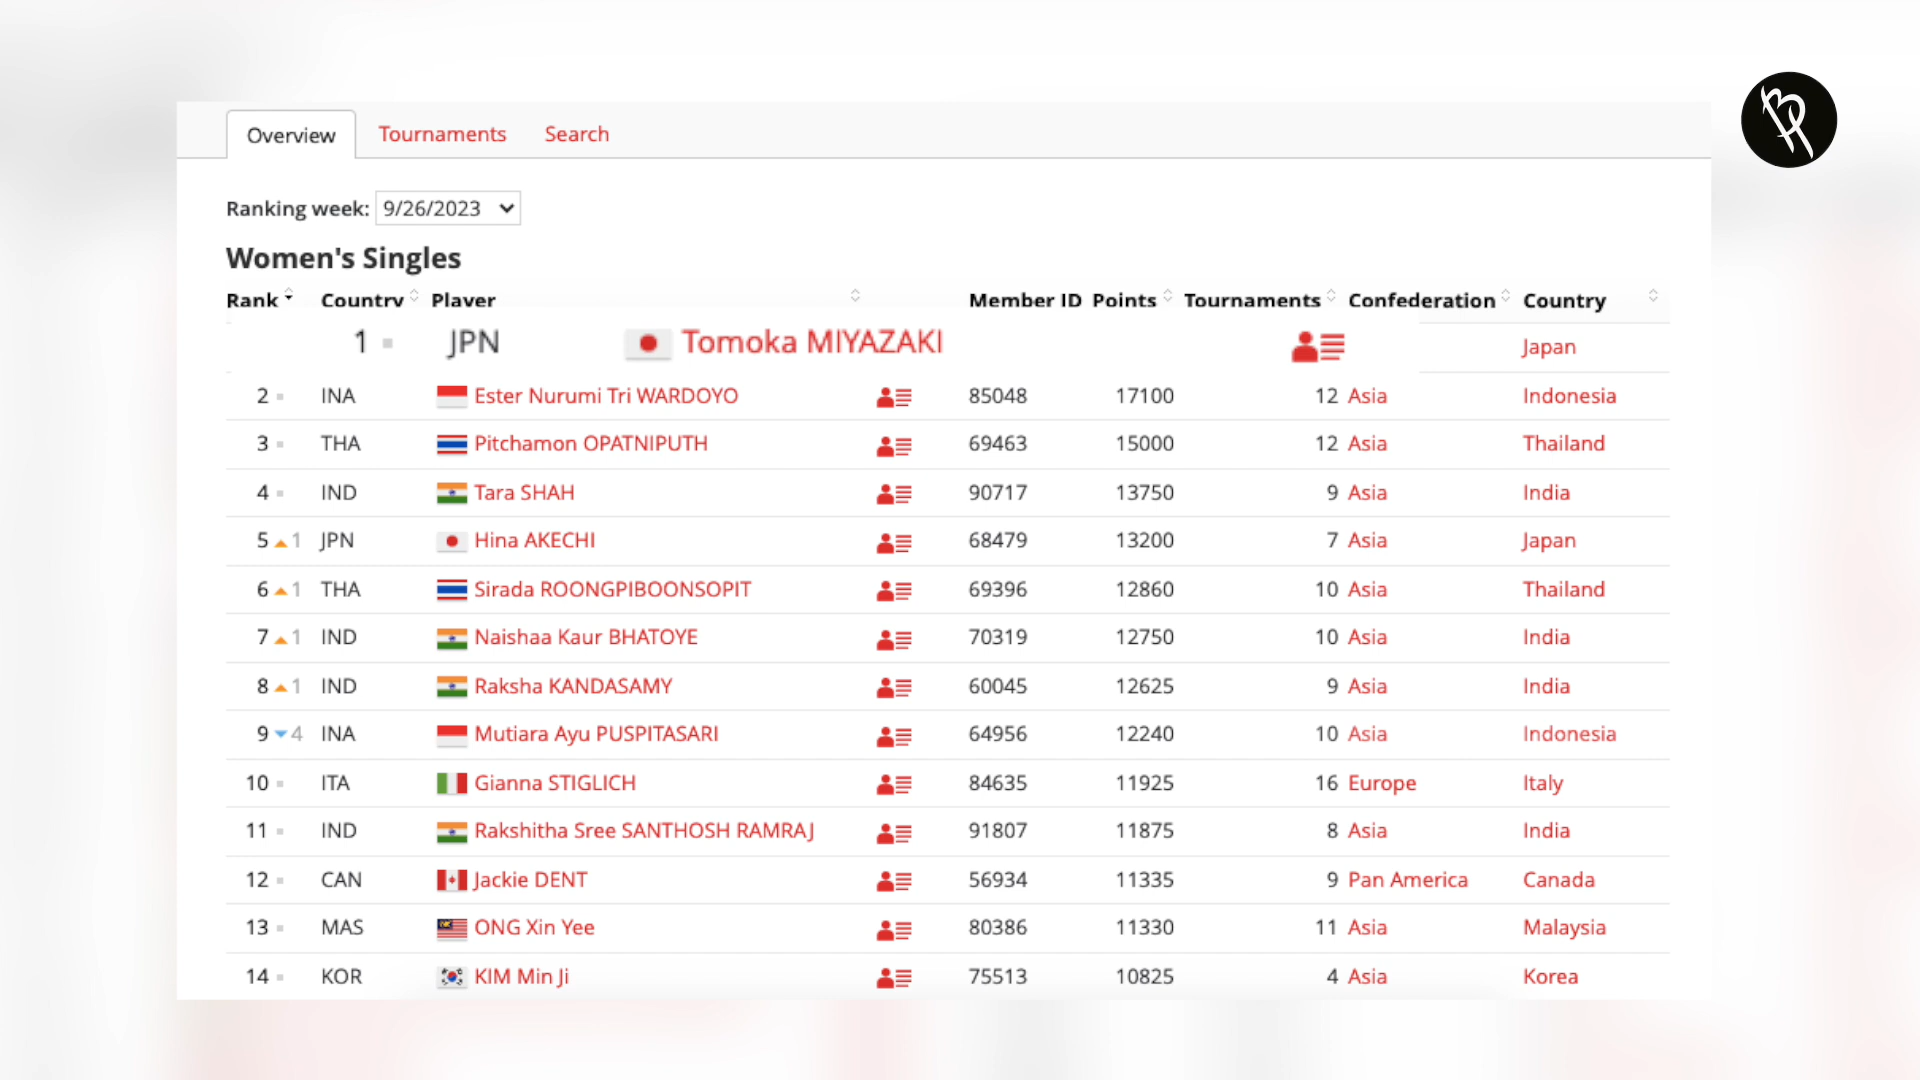 Overview Tournaments Search
Ranking week: 9/26/2023
Women's Singles
Rank Country Player Member ID Points Tournaments Confederation Country
1 JPN Tomoka MIYAZAKI Japan
2 INA Ester Nurumi Tri WARDOYO 85048 17100 12 Asia Indonesia
3 THA Pitchamon OPATNIPUTH 69463 15000 12 Asia Thailand
4 IND Tara SHAH 90717 13750 9 Asia India
5 1 JPN Hina AKECHI 68479 13200 7 Asia Japan
6 1 THA Sirada ROONGPIBOONSOPIT 69396 12860 10 Asia Thailand
7 1 IND Naishaa Kaur BHATOYE 70319 12750 10 Asia India
8 1 IND Raksha KANDASAMY 60045 12625 9 Asia India
9 4 INA Mutiara Ayu PUSPITASARI 64956 12240 10 Asia Indonesia
10 ITA Gianna STIGLICH 84635 11925 16 Europe Italy
11 IND Rakshitha Sree SANTHOSH RAMRAJ 91807 11875 8 Asia India
12 CAN Jackie DENT 56934 11335 9 Pan America Canada
13 MAS ONG Xin Yee 80386 11330 11 Asia Malaysia
14 KOR KIM Min Ji 75513 10825 4 Asia Korea